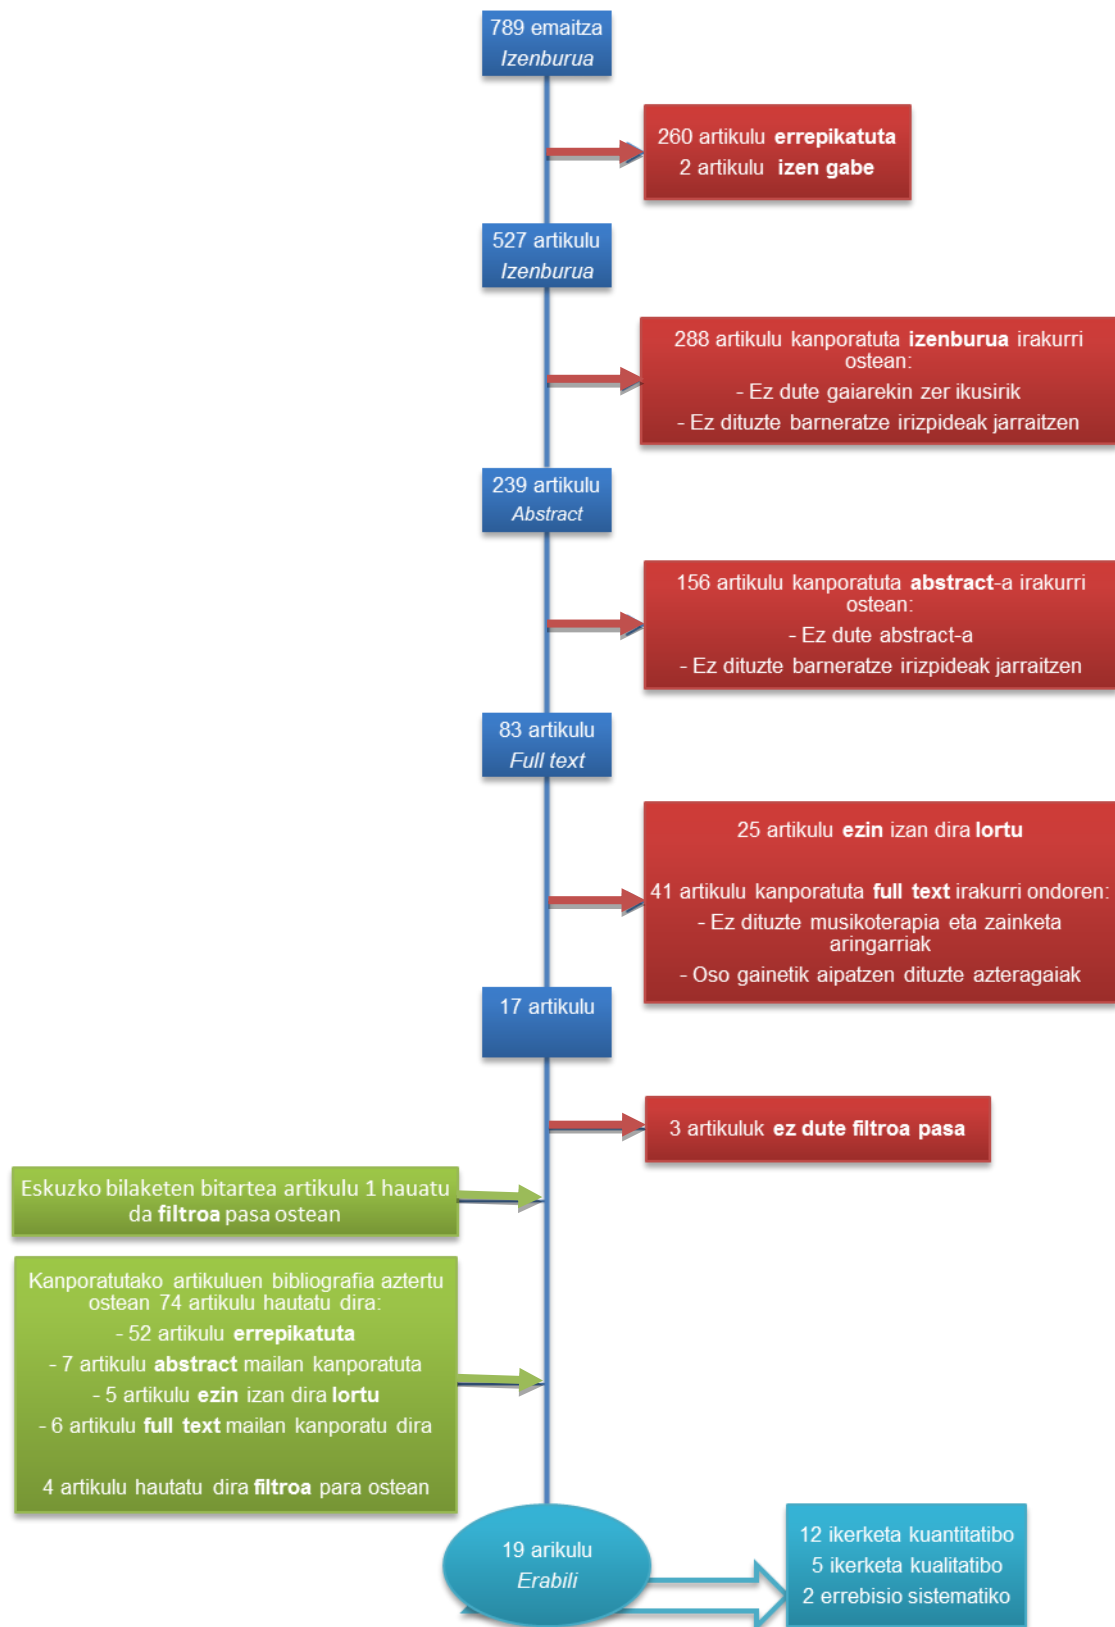 789 emaitza
Izenburua
260 artikulu errepikatuta
2 artikulu izen gabe
527 artikulu
Izenburua
288 artikulu kanporatuta izenburua irakurri
ostean:
- Ez dute gaiarekin zer ikusirik
- Ez dituzte barneratze irizpideak jarraitzen
239 artikulu
Abstract
156 artikulu kanporatuta abstract-a irakurri
ostean:
- Ez dute abstract-a
- Ez dituzte barneratze irizpideak jarraitzen
83 artikulu
Full text
25 artikulu ezin izan dira lortu
41 artikulu kanporatuta full text irakurri ondoren:
- Ez dituzte musikoterapia eta zainketa
aringarriak
- Oso gainetik aipatzen dituzte azteragaiak
17 artikulu
3 artikuluk ez dute filtroa pasa
Eskuzko bilaketen bitartea artikulu 1 hauatu
da filtroa pasa ostean
Kanporatutako artikuluen bibliografia aztertu
ostean 74 artikulu hautatu dira:
- 52 artikulu errepikatuta
- 7 artikulu abstract mailan kanporatuta
- 5 artikulu ezin izan dira lortu
- 6 artikulu full text mailan kanporatu dira
4 artikulu hautatu dira filtroa para ostean
19 arikulu
Erabili
12 ikerketa kuantitatibo
5 ikerketa kualitatibo
2 errebisio sistematiko